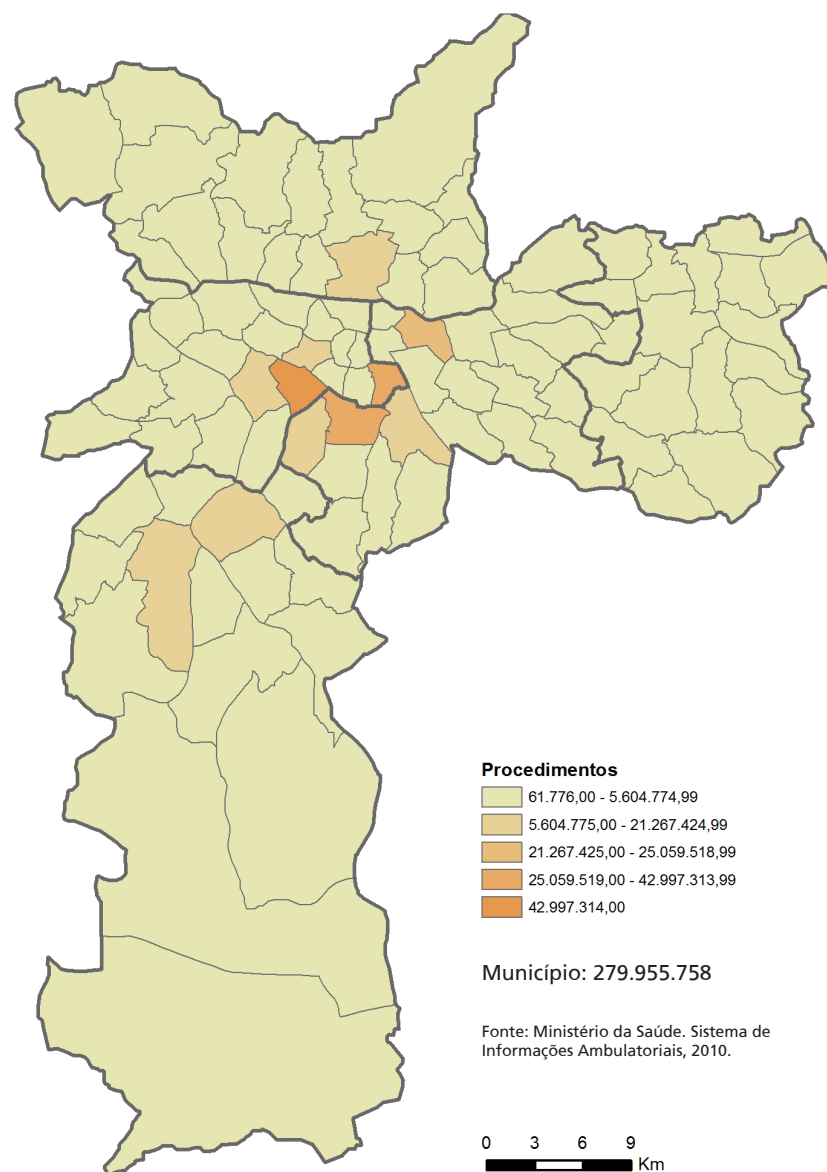 Procedimentos
61.776,00 - 5.604.774,99
5.604.775,00 - 21.267.424,99
21.267.425,00 - 25.059.518,99
25.059.519,00 - 42.997.313,99
42.997.314,00
Município: 279.955.758
Fonte: Ministério da Saúde. Sistema de
Informações Ambulatoriais, 2010.
0 3 6 9
Km